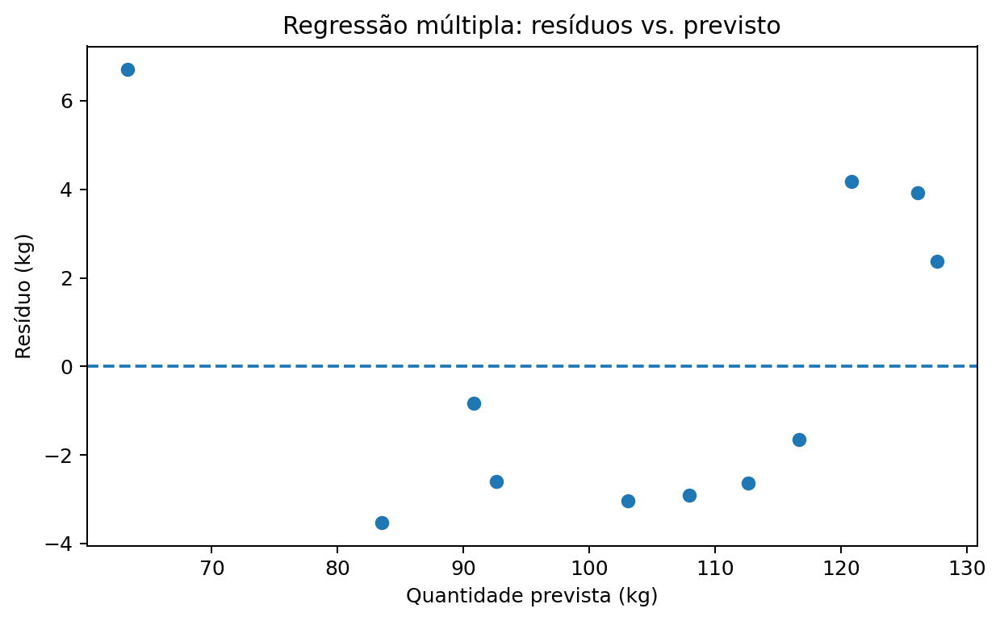 Regressão múltipla: resíduos vs. previsto
Resíduo (kg)
6
4
2
0
−2
−4
70 80 90 100 110 120 130
Quantidade prevista (kg)